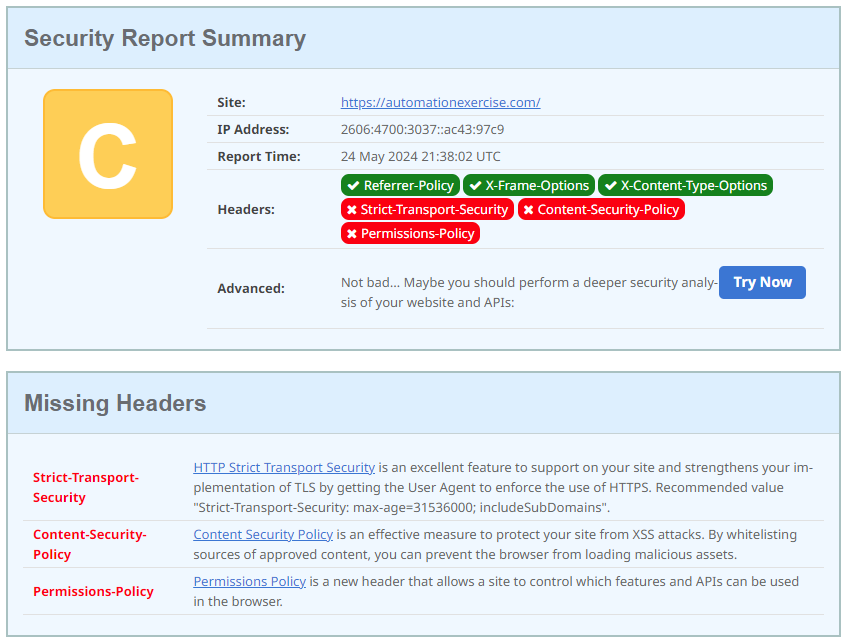 Security Report Summary
C
Site: https://automationexercise.com/
IP Address: 2606:4700:3037::ac43:97c9
Report Time: 24 May 2024 21:38:02 UTC
Headers: Referrer-Policy X-Frame-Options X-Content-Type-Options
Strict-Transport-Security Content-Security-Policy
Permissions-Policy
Advanced: Not bad... Maybe you should perform a deeper security analy-
sis of your website and APIs:
Try Now
Missing Headers
Strict-Transport-
Security
HTTP Strict Transport Security is an excellent feature to support on your site and strengthens your im-
plementation of TLS by getting the User Agent to enforce the use of HTTPS. Recommended value
"Strict-Transport-Security: max-age=31536000; includeSubDomains".
Content-Security-
Policy
Content Security Policy is an effective measure to protect your site from XSS attacks. By whitelisting
sources of approved content, you can prevent the browser from loading malicious assets.
Permissions-Policy
Permissions Policy is a new header that allows a site to control which features and APIs can be used
in the browser.